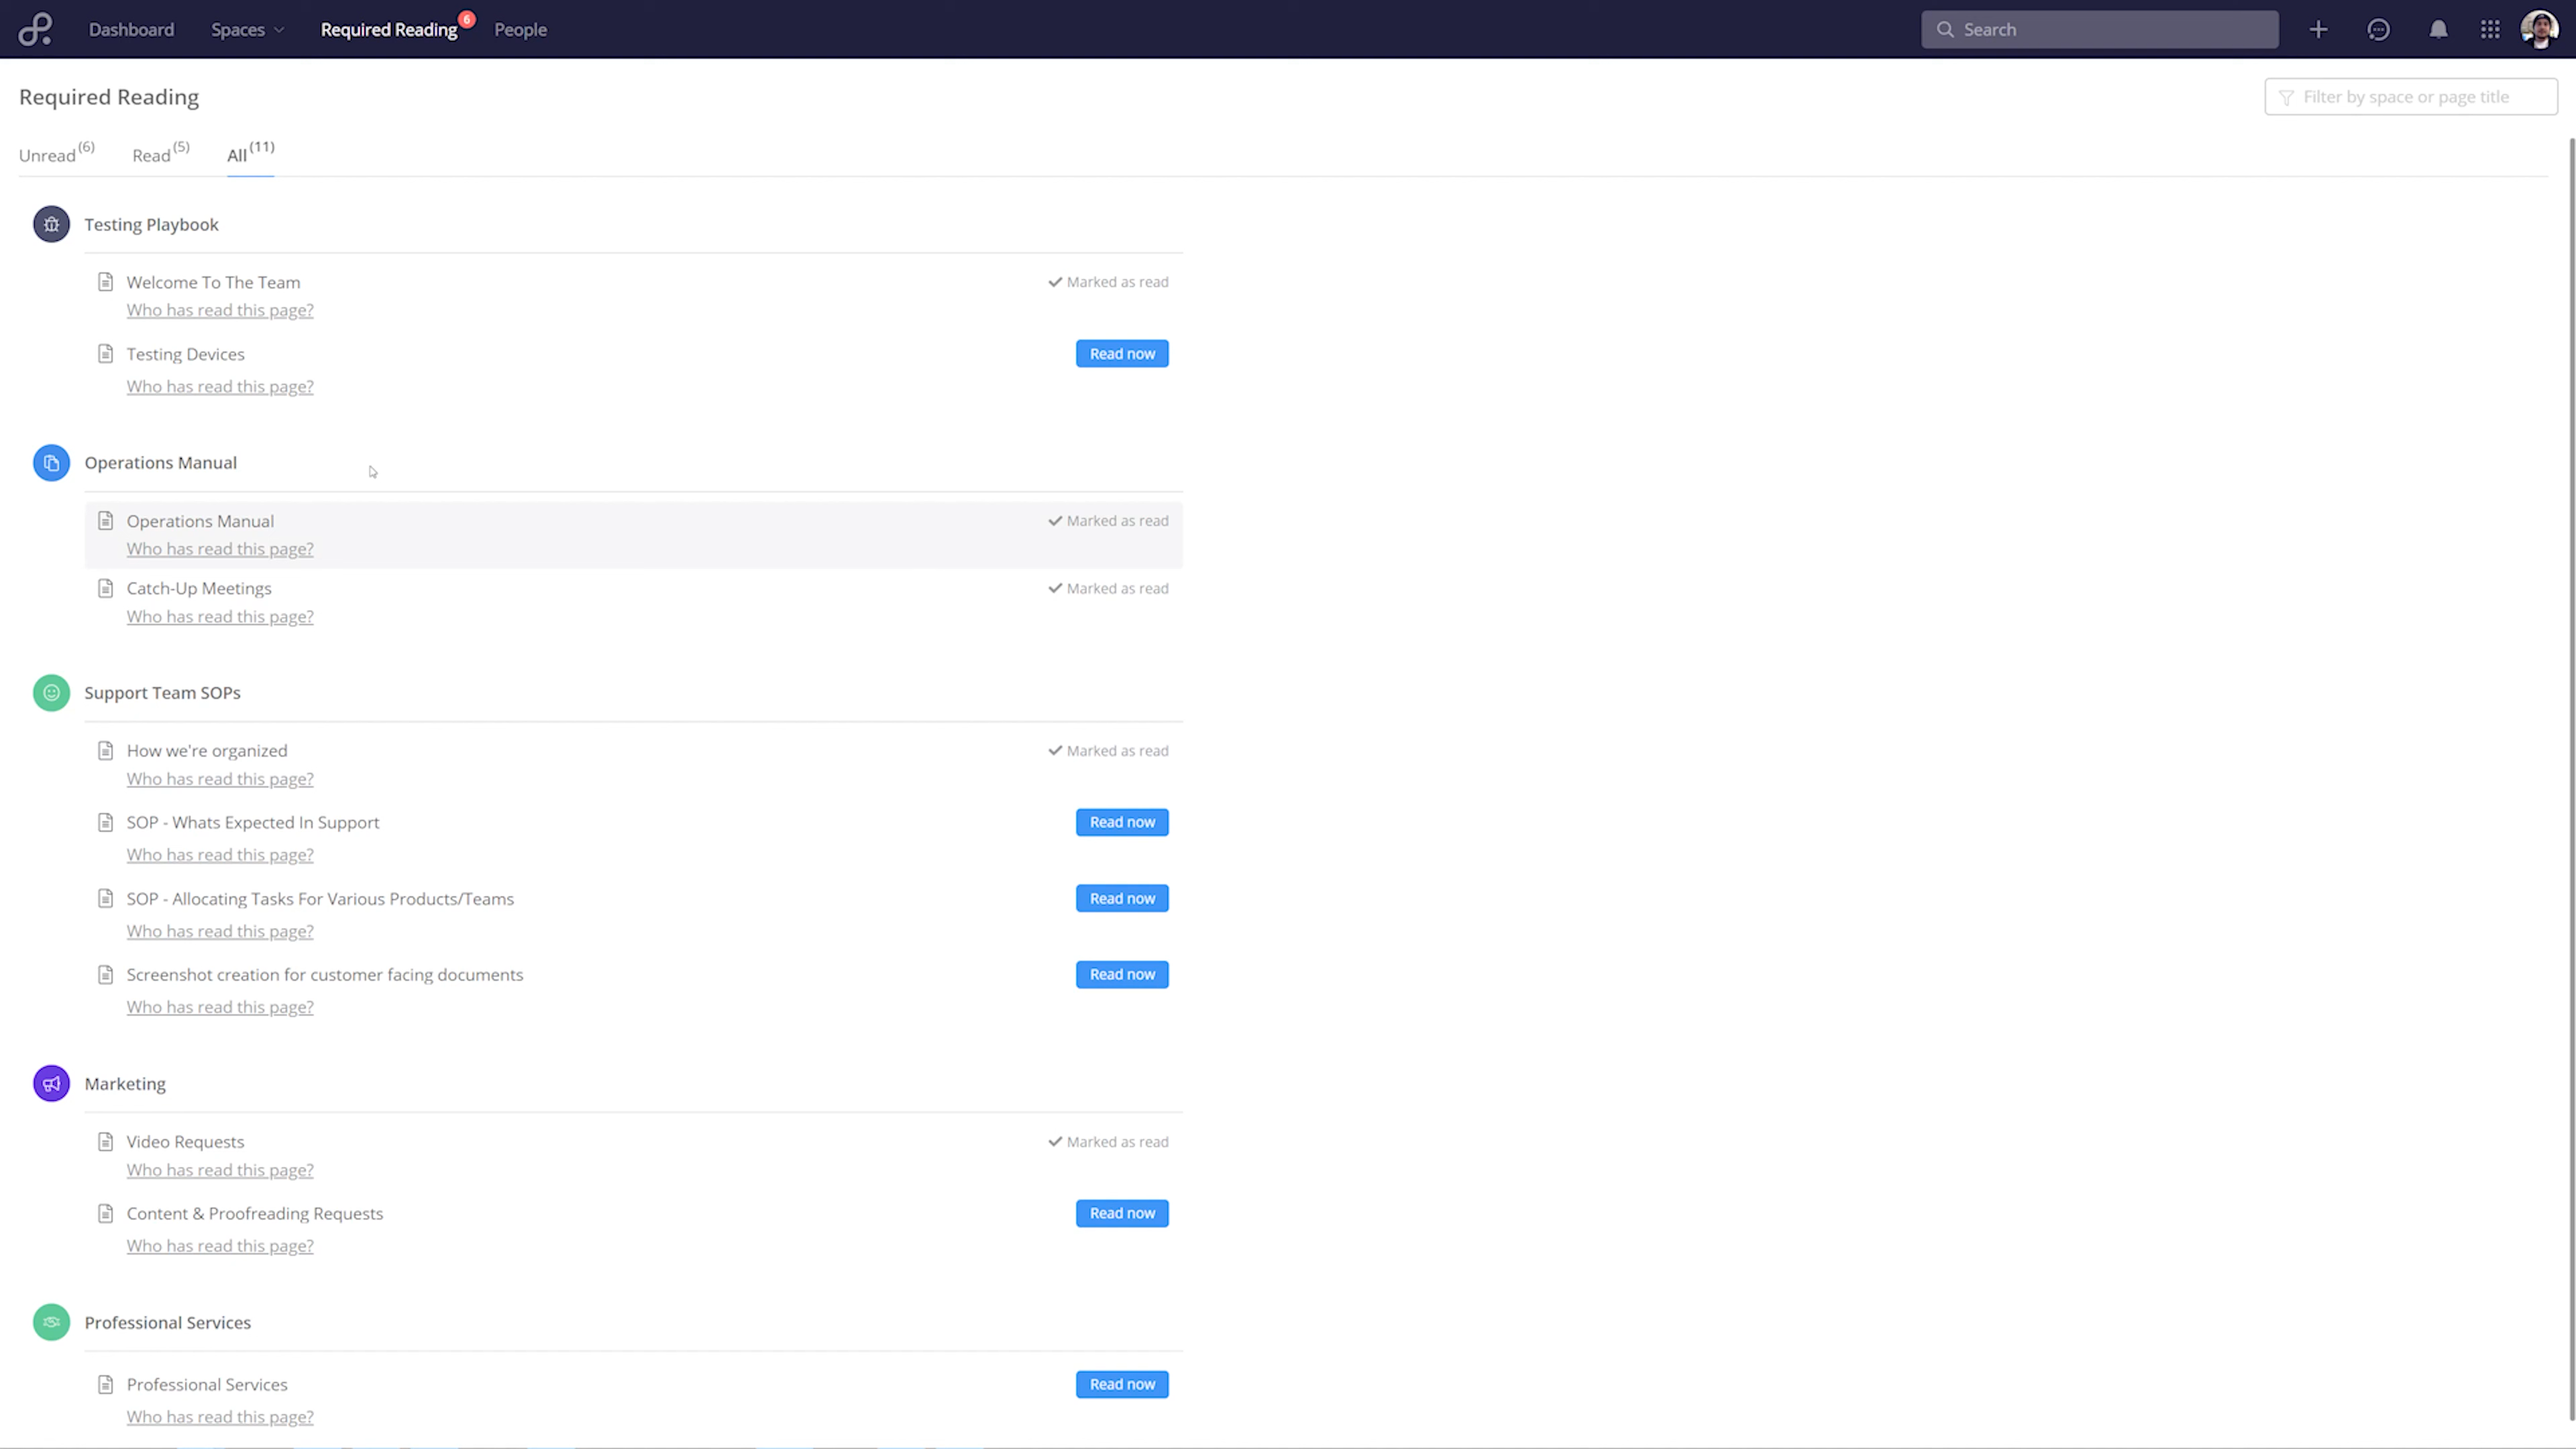 Dashboard Spaces Required Reading 6 People Search
Required Reading Filter by space or page title
Unread (6) Read (5) All (11)
Testing Playbook
Welcome To The Team Marked as read
Who has read this page?
Testing Devices Read now
Who has read this page?
Operations Manual
Operations Manual Marked as read
Who has read this page?
Catch-Up Meetings Marked as read
Who has read this page?
Support Team SOPs
How we're organized Marked as read
Who has read this page?
SOP - Whats Expected In Support Read now
Who has read this page?
SOP - Allocating Tasks For Various Products/Teams Read now
Who has read this page?
Screenshot creation for customer facing documents Read now
Who has read this page?
Marketing
Video Requests Marked as read
Who has read this page?
Content & Proofreading Requests Read now
Who has read this page?
Professional Services
Professional Services Read now
Who has read this page?